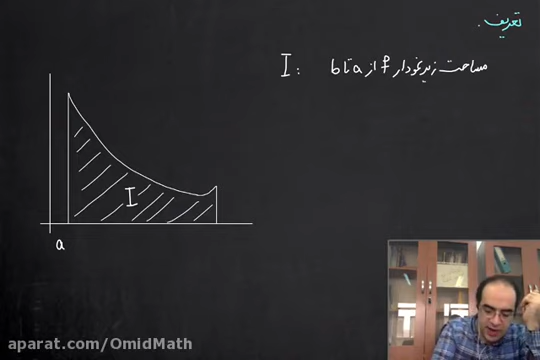 تعریف.
I : مساحت زیر نمودار f از a تا b
I
a
aparat.com/OmidMath